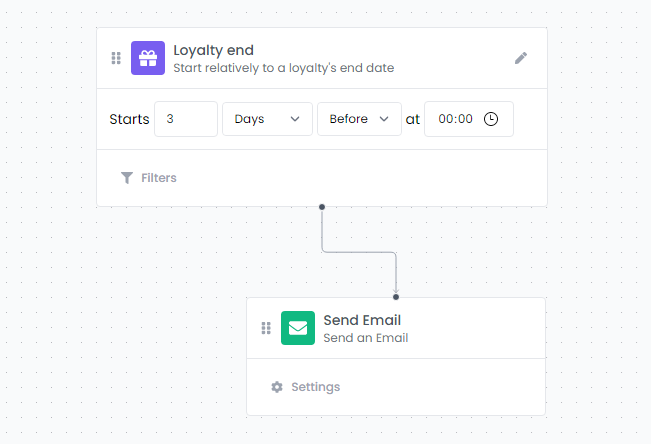 Loyalty end
Start relatively to a loyalty's end date
Starts 3 Days Before at 00:00
Filters
Send Email
Send an Email
Settings